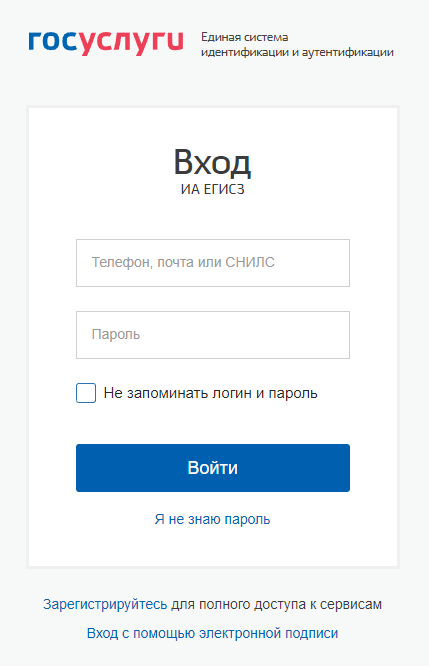 госуслуги
Единая система
идентификации и аутентификации
Вход
ИА ЕГИСЗ
Телефон, почта или СНИЛС
Пароль
Не запоминать логин и пароль
Войти
Я не знаю пароль
Зарегистрируйтесь для полного доступа к сервисам
Вход с помощью электронной подписи